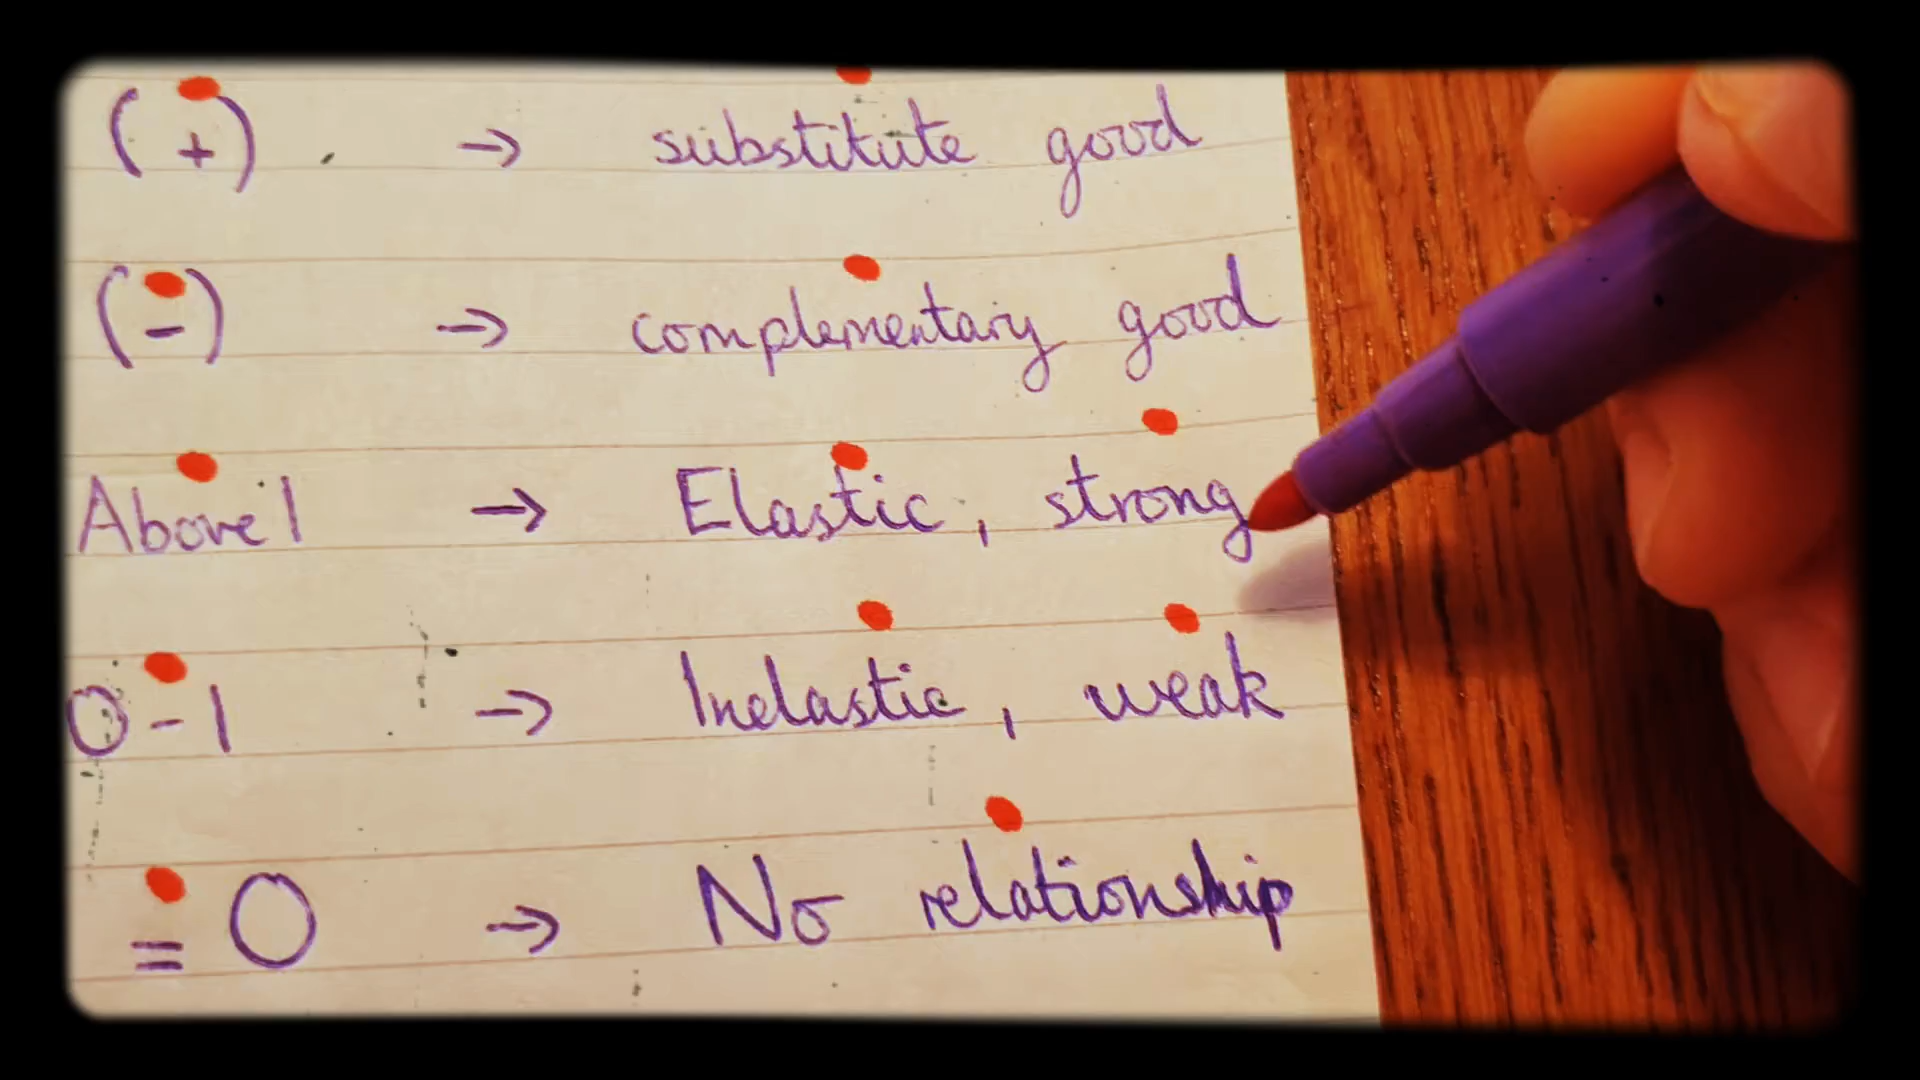 (+) → substitute good
(-) → complementary good
Above 1 → Elastic, strong
0-1 → Inelastic, weak
= 0 → No relationship